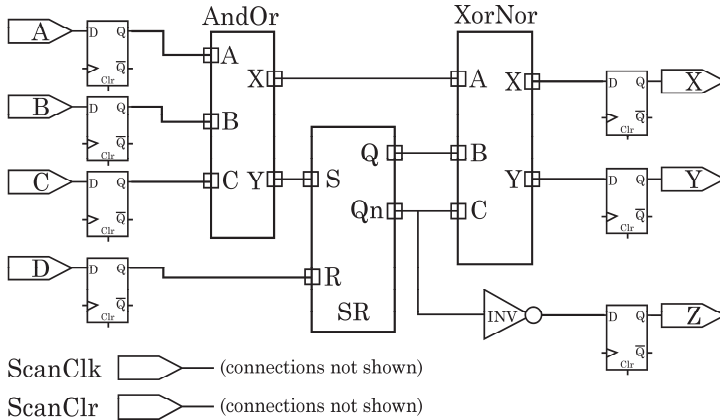 AndOr XorNor
A D Q Q̅ Clr A X A X D Q Q̅ Clr X
B D Q Q̅ Clr B Q B
C D Q Q̅ Clr C Y S Qn C Y D Q Q̅ Clr Y
D D Q Q̅ Clr R SR INV D Q Q̅ Clr Z
ScanClk (connections not shown)
ScanClr (connections not shown)